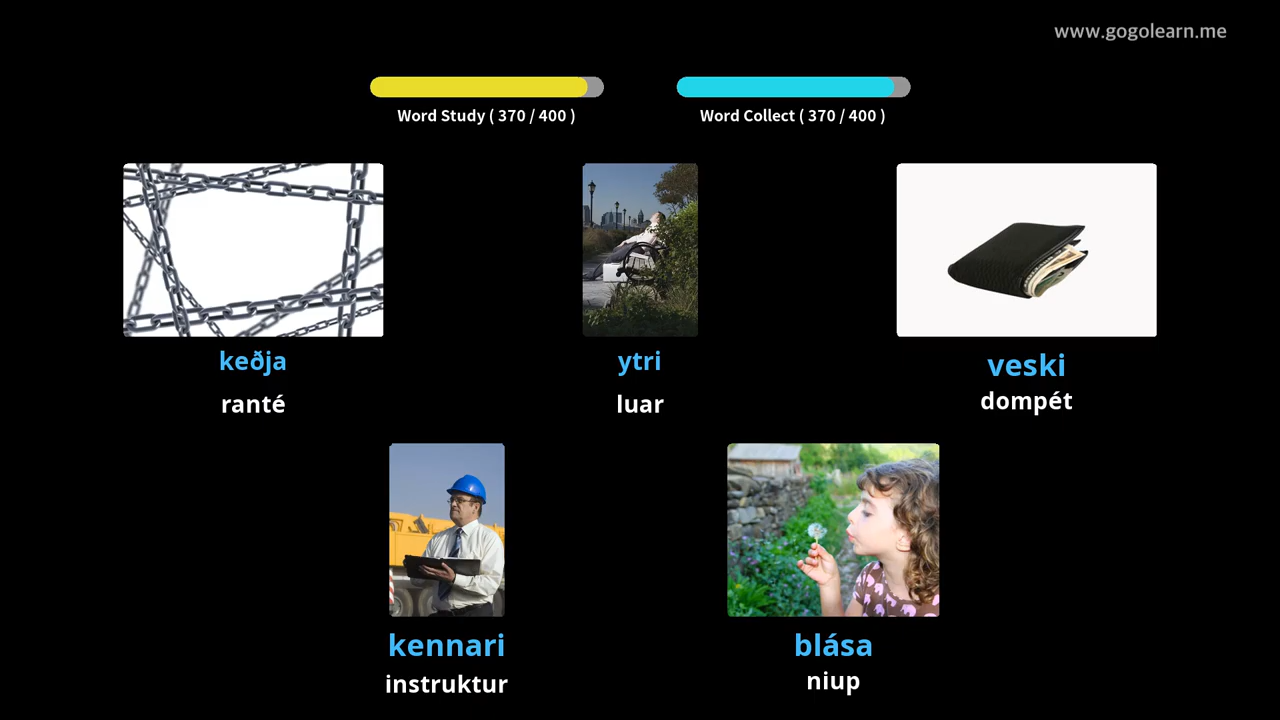 www.gogolearn.me
Word Study ( 370 / 400 )
Word Collect ( 370 / 400 )
keðja
ranté
ytri
luar
veski
dompét
kennari
instruktur
blása
niup